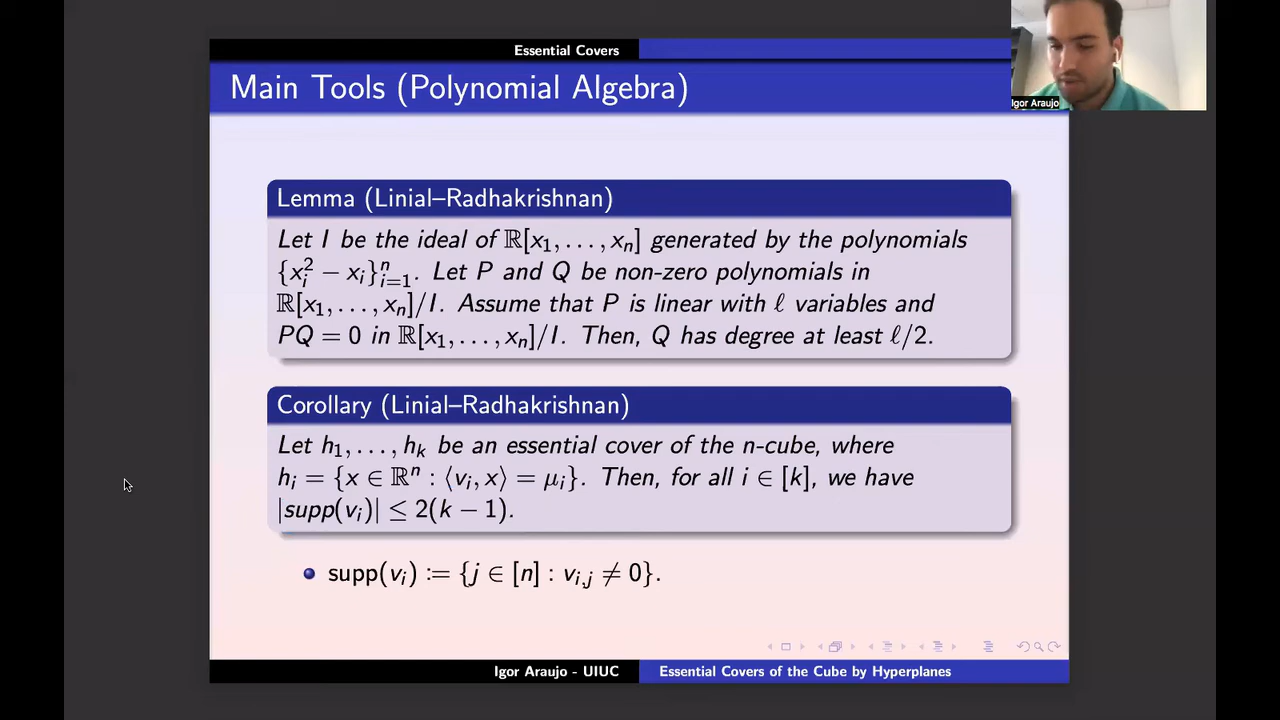 Essential Covers
Main Tools (Polynomial Algebra)
Igor Araujo
Lemma (Linial–Radhakrishnan)
Let I be the ideal of ℝ[x₁, . . . , xₙ] generated by the polynomials
{xᵢ² − xᵢ}ⁿᵢ₌₁. Let P and Q be non-zero polynomials in
ℝ[x₁, . . . , xₙ]/I. Assume that P is linear with ℓ variables and
PQ = 0 in ℝ[x₁, . . . , xₙ]/I. Then, Q has degree at least ℓ/2.
Corollary (Linial–Radhakrishnan)
Let h₁, . . . , hₖ be an essential cover of the n-cube, where
hᵢ = {x ∈ ℝⁿ : ⟨vᵢ, x⟩ = μᵢ}. Then, for all i ∈ [k], we have
|supp(vᵢ)| ≤ 2(k − 1).
supp(vᵢ) := {j ∈ [n] : vᵢ,ⱼ ≠ 0}.
Igor Araujo - UIUC
Essential Covers of the Cube by Hyperplanes